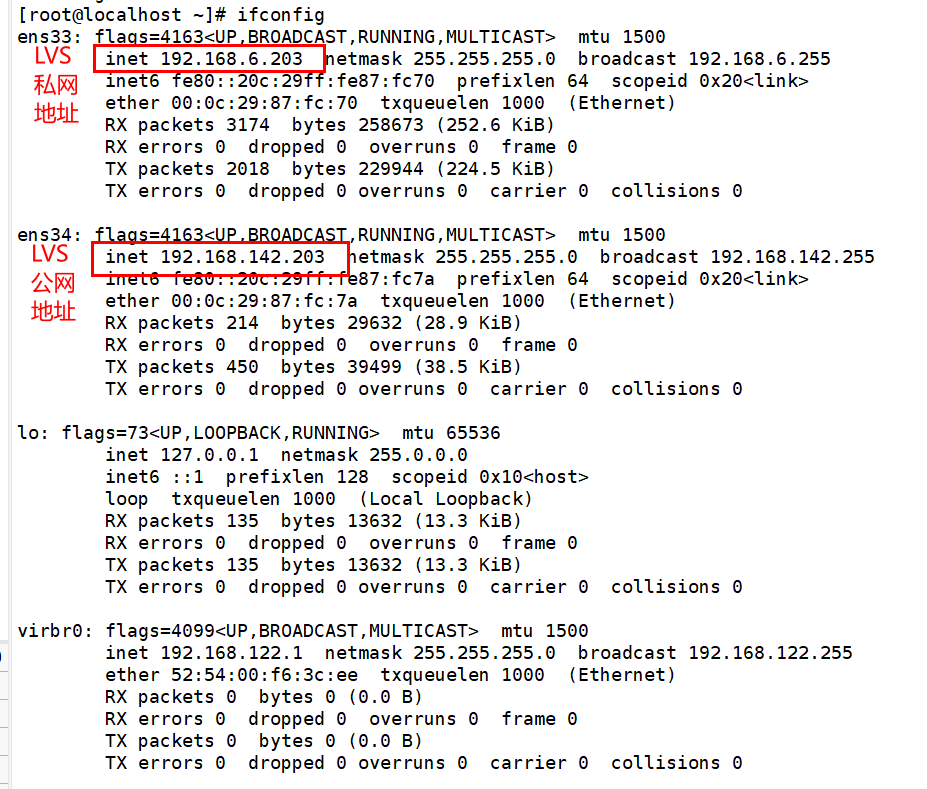 [root@localhost ~]# ifconfig
ens33: flags=4163<UP,BROADCAST,RUNNING,MULTICAST>  mtu 1500
LVS
私网
地址
inet 192.168.6.203  netmask 255.255.255.0  broadcast 192.168.6.255
inet6 fe80::20c:29ff:fe87:fc70  prefixlen 64  scopeid 0x20<link>
ether 00:0c:29:87:fc:70  txqueuelen 1000  (Ethernet)
RX packets 3174  bytes 258673 (252.6 KiB)
RX errors 0  dropped 0  overruns 0  frame 0
TX packets 2018  bytes 229944 (224.5 KiB)
TX errors 0  dropped 0 overruns 0  carrier 0  collisions 0
ens34: flags=4163<UP,BROADCAST,RUNNING,MULTICAST>  mtu 1500
LVS
公网
地址
inet 192.168.142.203  netmask 255.255.255.0  broadcast 192.168.142.255
inet6 fe80::20c:29ff:fe87:fc7a  prefixlen 64  scopeid 0x20<link>
ether 00:0c:29:87:fc:7a  txqueuelen 1000  (Ethernet)
RX packets 214  bytes 29632 (28.9 KiB)
RX errors 0  dropped 0  overruns 0  frame 0
TX packets 450  bytes 39499 (38.5 KiB)
TX errors 0  dropped 0 overruns 0  carrier 0  collisions 0
lo: flags=73<UP,LOOPBACK,RUNNING>  mtu 65536
inet 127.0.0.1  netmask 255.0.0.0
inet6 ::1  prefixlen 128  scopeid 0x10<host>
loop  txqueuelen 1000  (Local Loopback)
RX packets 135  bytes 13632 (13.3 KiB)
RX errors 0  dropped 0  overruns 0  frame 0
TX packets 135  bytes 13632 (13.3 KiB)
TX errors 0  dropped 0 overruns 0  carrier 0  collisions 0
virbr0: flags=4099<UP,BROADCAST,MULTICAST>  mtu 1500
inet 192.168.122.1  netmask 255.255.255.0  broadcast 192.168.122.255
ether 52:54:00:f6:3c:ee  txqueuelen 1000  (Ethernet)
RX packets 0  bytes 0 (0.0 B)
RX errors 0  dropped 0  overruns 0  frame 0
TX packets 0  bytes 0 (0.0 B)
TX errors 0  dropped 0 overruns 0  carrier 0  collisions 0